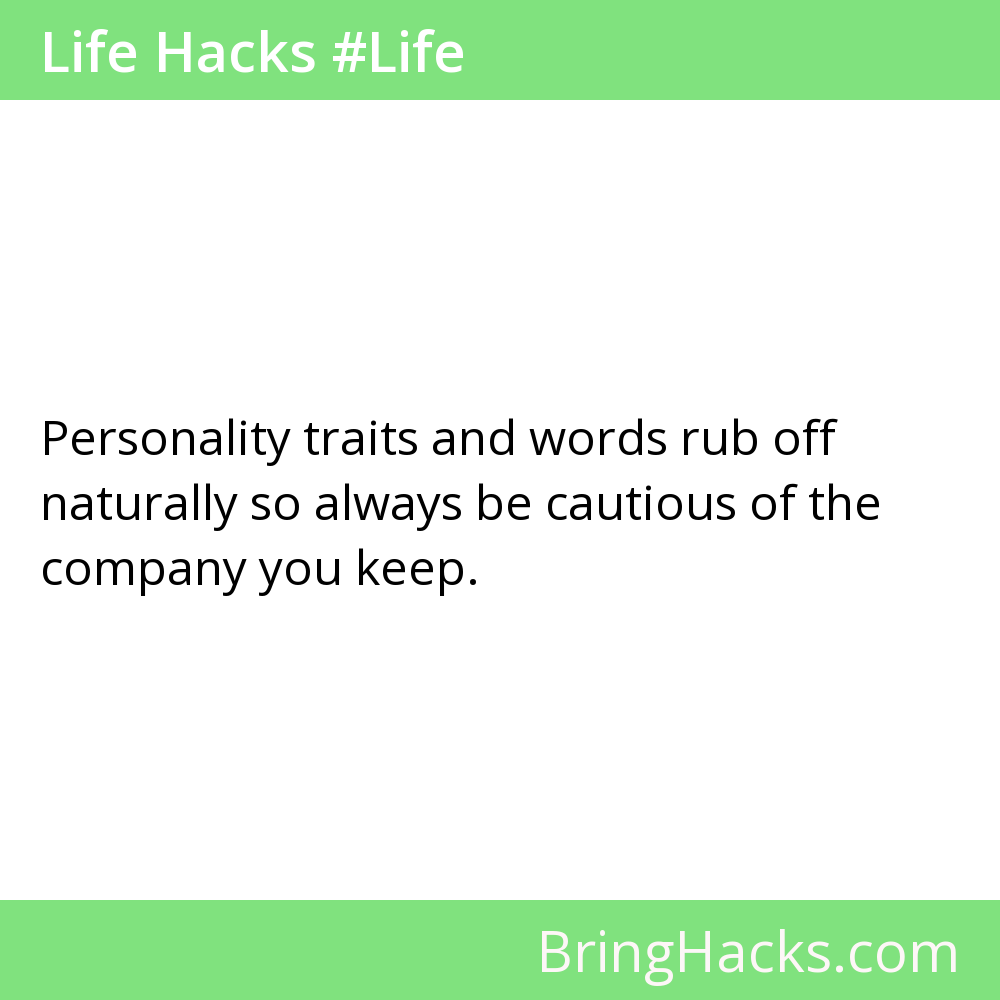 Life Hacks #Life
Personality traits and words rub off
naturally so always be cautious of the
company you keep.
BringHacks.com